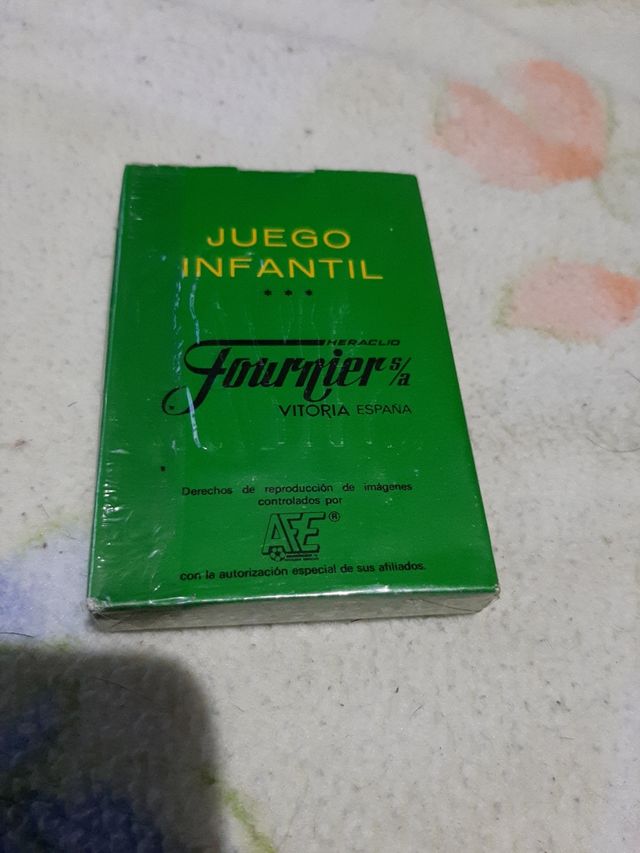 JUEGO
INFANTIL
* * *
HERACLIO
Fournier s/a
VITORIA ESPAÑA
Derechos de reproducción de imágenes
controlados por
AFE®
con la autorización especial de sus afiliados.